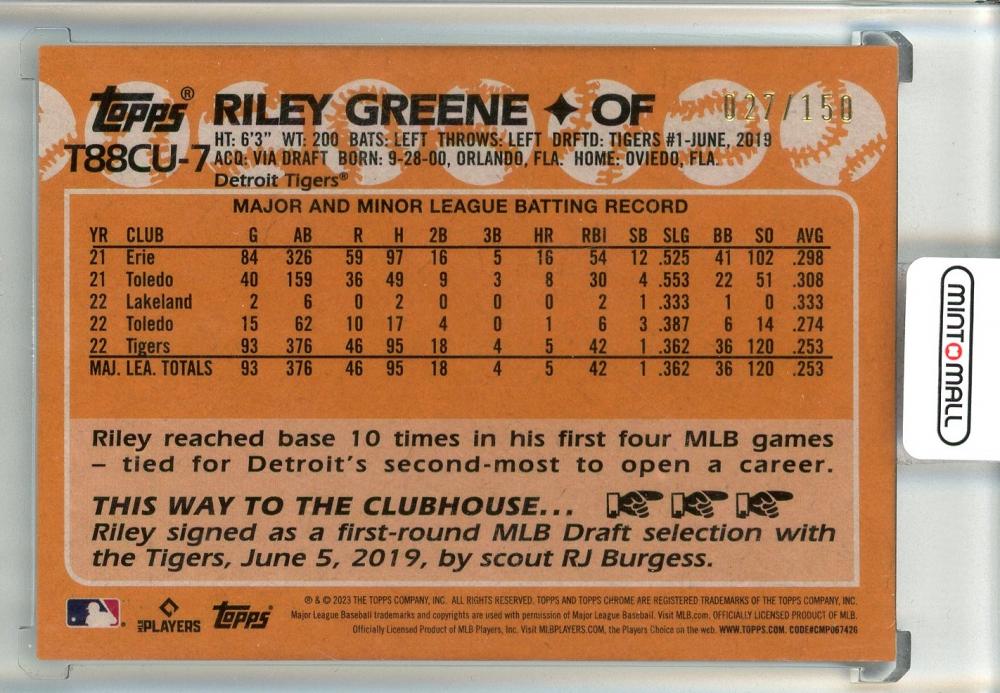 topps® RILEY GREENE ✦ OF 027/150
T88CU-7
HT: 6'3" WT: 200 BATS: LEFT THROWS: LEFT DRFTD: TIGERS #1-JUNE, 2019
ACQ: VIA DRAFT BORN: 9-28-00, ORLANDO, FLA. HOME: OVIEDO, FLA.
Detroit Tigers®
MAJOR AND MINOR LEAGUE BATTING RECORD
YR CLUB G AB R H 2B 3B HR RBI SB SLG BB SO AVG
21 Erie 84 326 59 97 16 5 16 54 12 .525 41 102 .298
21 Toledo 40 159 36 49 9 3 8 30 4 .553 22 51 .308
22 Lakeland 2 6 0 2 0 0 0 2 1 .333 1 0 .333
22 Toledo 15 62 10 17 4 0 1 6 3 .387 6 14 .274
22 Tigers 93 376 46 95 18 4 5 42 1 .362 36 120 .253
MAJ. LEA. TOTALS 93 376 46 95 18 4 5 42 1 .362 36 120 .253
Riley reached base 10 times in his first four MLB games
– tied for Detroit's second-most to open a career.
THIS WAY TO THE CLUBHOUSE...
Riley signed as a first-round MLB Draft selection with
the Tigers, June 5, 2019, by scout RJ Burgess.
MLB PLAYERS topps
® & © 2023 THE TOPPS COMPANY, INC. ALL RIGHTS RESERVED. TOPPS AND TOPPS CHROME ARE REGISTERED TRADEMARKS OF THE TOPPS COMPANY, INC.
Major League Baseball trademarks and copyrights are used with permission of Major League Baseball. Visit MLB.com. OFFICIALLY LICENSED PRODUCT OF MLB.
Officially Licensed Product of MLB Players, Inc. Visit MLBPLAYERS.COM, the Players Choice on the web. WWW.TOPPS.COM. CODE#CMP067426
MINT MALL